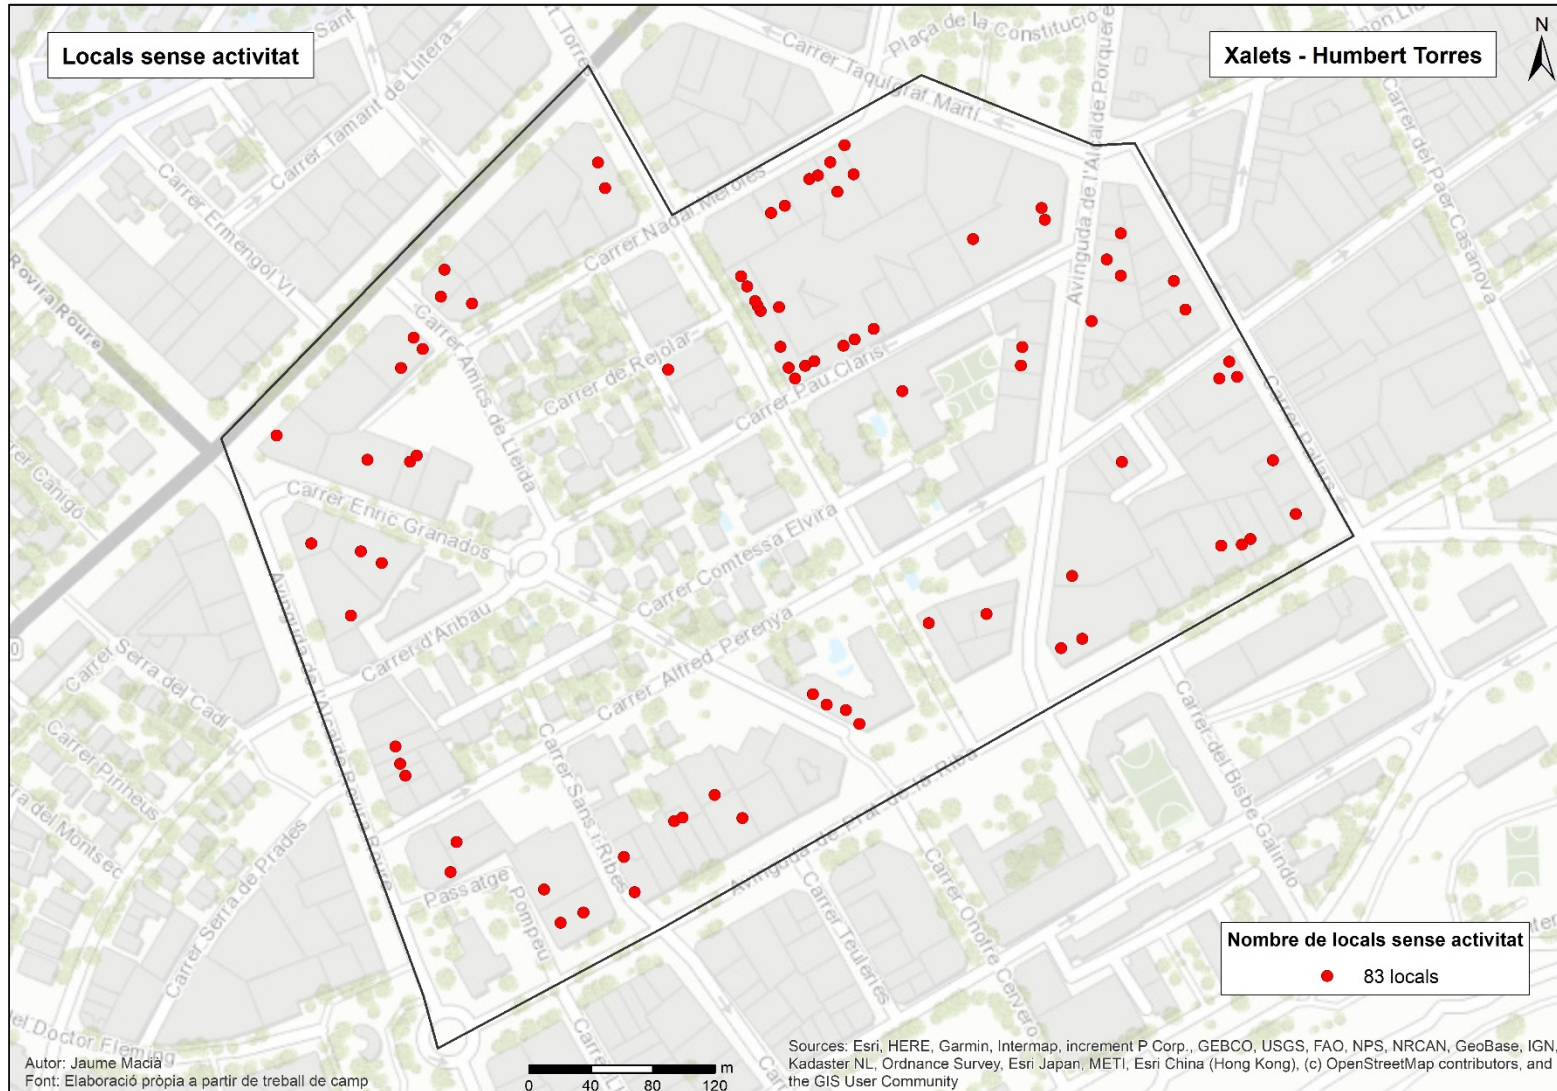 Locals sense activitat
Xalets - Humbert Torres
N
Plaça de la Constitució
Carrer Taquígraf Martí
Avinguda de l'Alcalde Porqueres
Carrer del Paer Casanova
Carrer Tamarit de Llitera
Carrer Ermengol VI
Rovira Roure
Carrer Nadal Meroles
Carrer Amics de Lleida
Carrer de Rejolar
Carrer Pau Claris
Carrer Pallars
Carrer Canigó
Carrer Enric Granados
Carrer Comtessa Elvira
Carrer d'Aribau
Carrer Alfred Perenya
Carrer Serra del Cadí
Carrer Pirineus
Carrer Serra de Prades
Carrer Sans i Ribes
Passatge Pompeu
Carrer Teuleries
Carrer Onofre Cerveró
Carrer del Bisbe Galindo
del Doctor Fleming
Nombre de locals sense activitat
83 locals
Autor: Jaume Macià
Font: Elaboració pròpia a partir de treball de camp
0 40 80 120 m
Sources: Esri, HERE, Garmin, Intermap, increment P Corp., GEBCO, USGS, FAO, NPS, NRCAN, GeoBase, IGN,
Kadaster NL, Ordnance Survey, Esri Japan, METI, Esri China (Hong Kong), (c) OpenStreetMap contributors, and
the GIS User Community